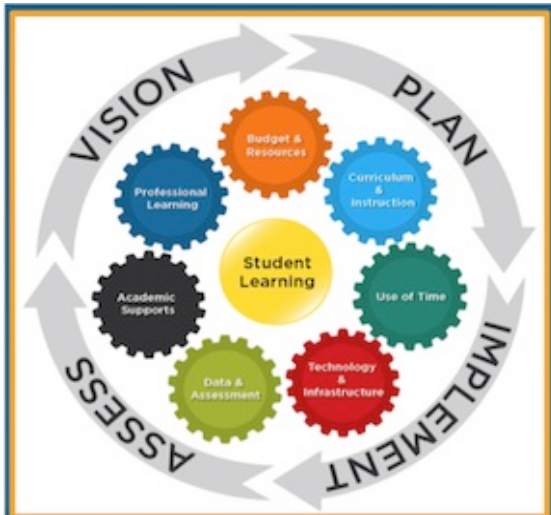 VISION
PLAN
IMPLEMENT
ASSESS
Budget &
Resources
Curriculum
&
Instruction
Use of Time
Technology
&
Infrastructure
Data &
Assessment
Academic
Supports
Professional
Learning
Student
Learning